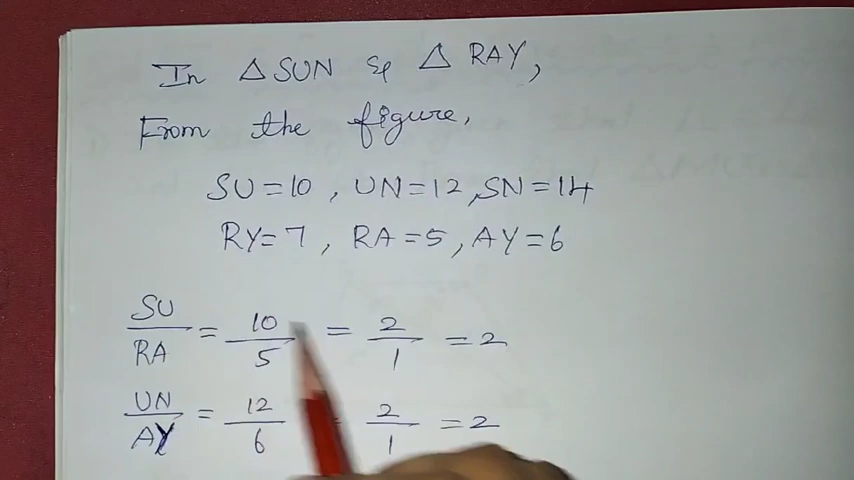 In △ SUN & △ RAY,
From the figure,
SU = 10 , UN = 12 , SN = 14
RY = 7 , RA = 5 , AY = 6
SU/RA = 10/5 = 2/1 = 2
UN/AY = 12/6 = 2/1 = 2